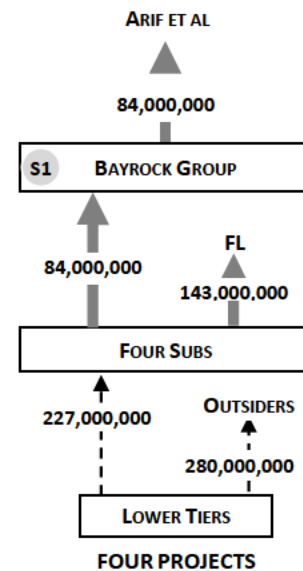 ARIF ET AL
84,000,000
S1 BAYROCK GROUP
FL
84,000,000
143,000,000
FOUR SUBS
OUTSIDERS
227,000,000
280,000,000
LOWER TIERS
FOUR PROJECTS